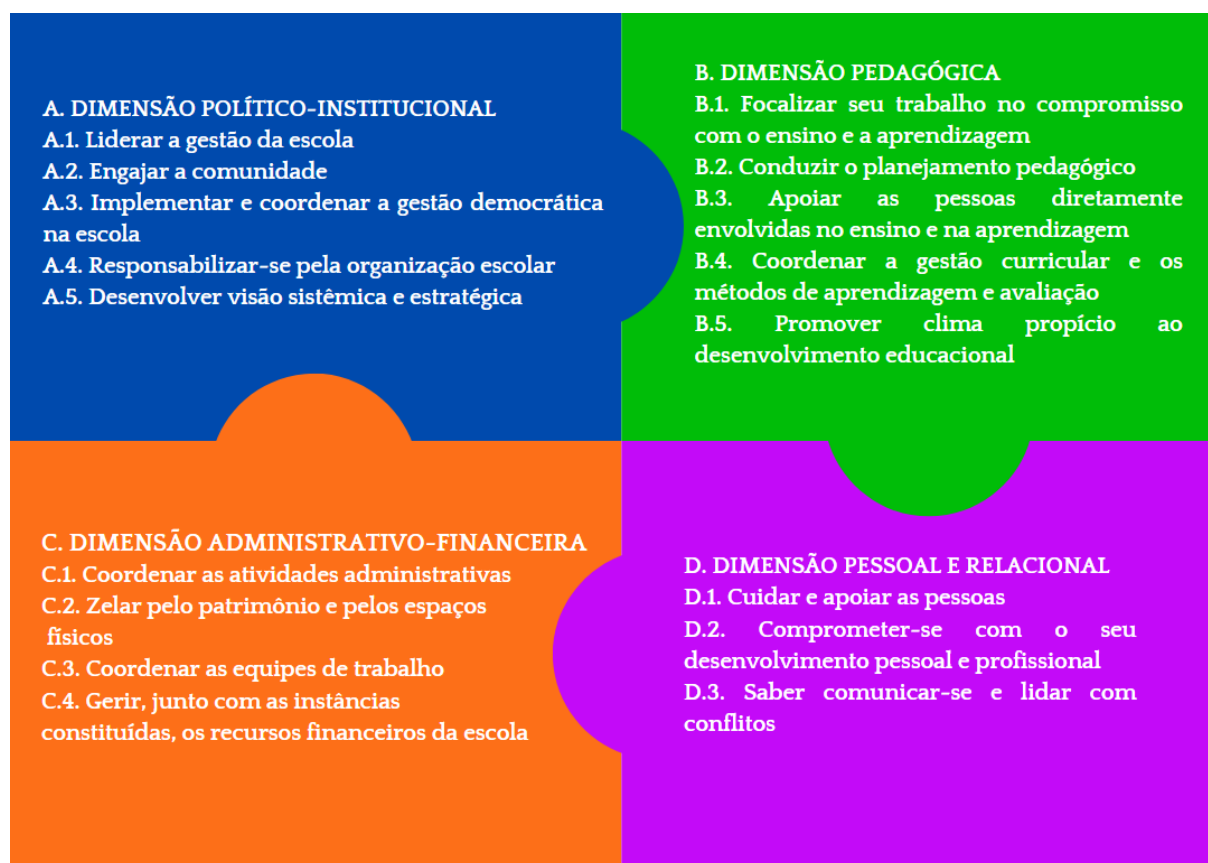 A. DIMENSÃO POLÍTICO-INSTITUCIONAL
A.1. Liderar a gestão da escola
A.2. Engajar a comunidade
A.3. Implementar e coordenar a gestão democrática
na escola
A.4. Responsabilizar-se pela organização escolar
A.5. Desenvolver visão sistêmica e estratégica
B. DIMENSÃO PEDAGÓGICA
B.1. Focalizar seu trabalho no compromisso
com o ensino e a aprendizagem
B.2. Conduzir o planejamento pedagógico
B.3. Apoiar as pessoas diretamente
envolvidas no ensino e na aprendizagem
B.4. Coordenar a gestão curricular e os
métodos de aprendizagem e avaliação
B.5. Promover clima propício ao
desenvolvimento educacional
C. DIMENSÃO ADMINISTRATIVO-FINANCEIRA
C.1. Coordenar as atividades administrativas
C.2. Zelar pelo patrimônio e pelos espaços
físicos
C.3. Coordenar as equipes de trabalho
C.4. Gerir, junto com as instâncias
constituídas, os recursos financeiros da escola
D. DIMENSÃO PESSOAL E RELACIONAL
D.1. Cuidar e apoiar as pessoas
D.2. Comprometer-se com o seu
desenvolvimento pessoal e profissional
D.3. Saber comunicar-se e lidar com
conflitos